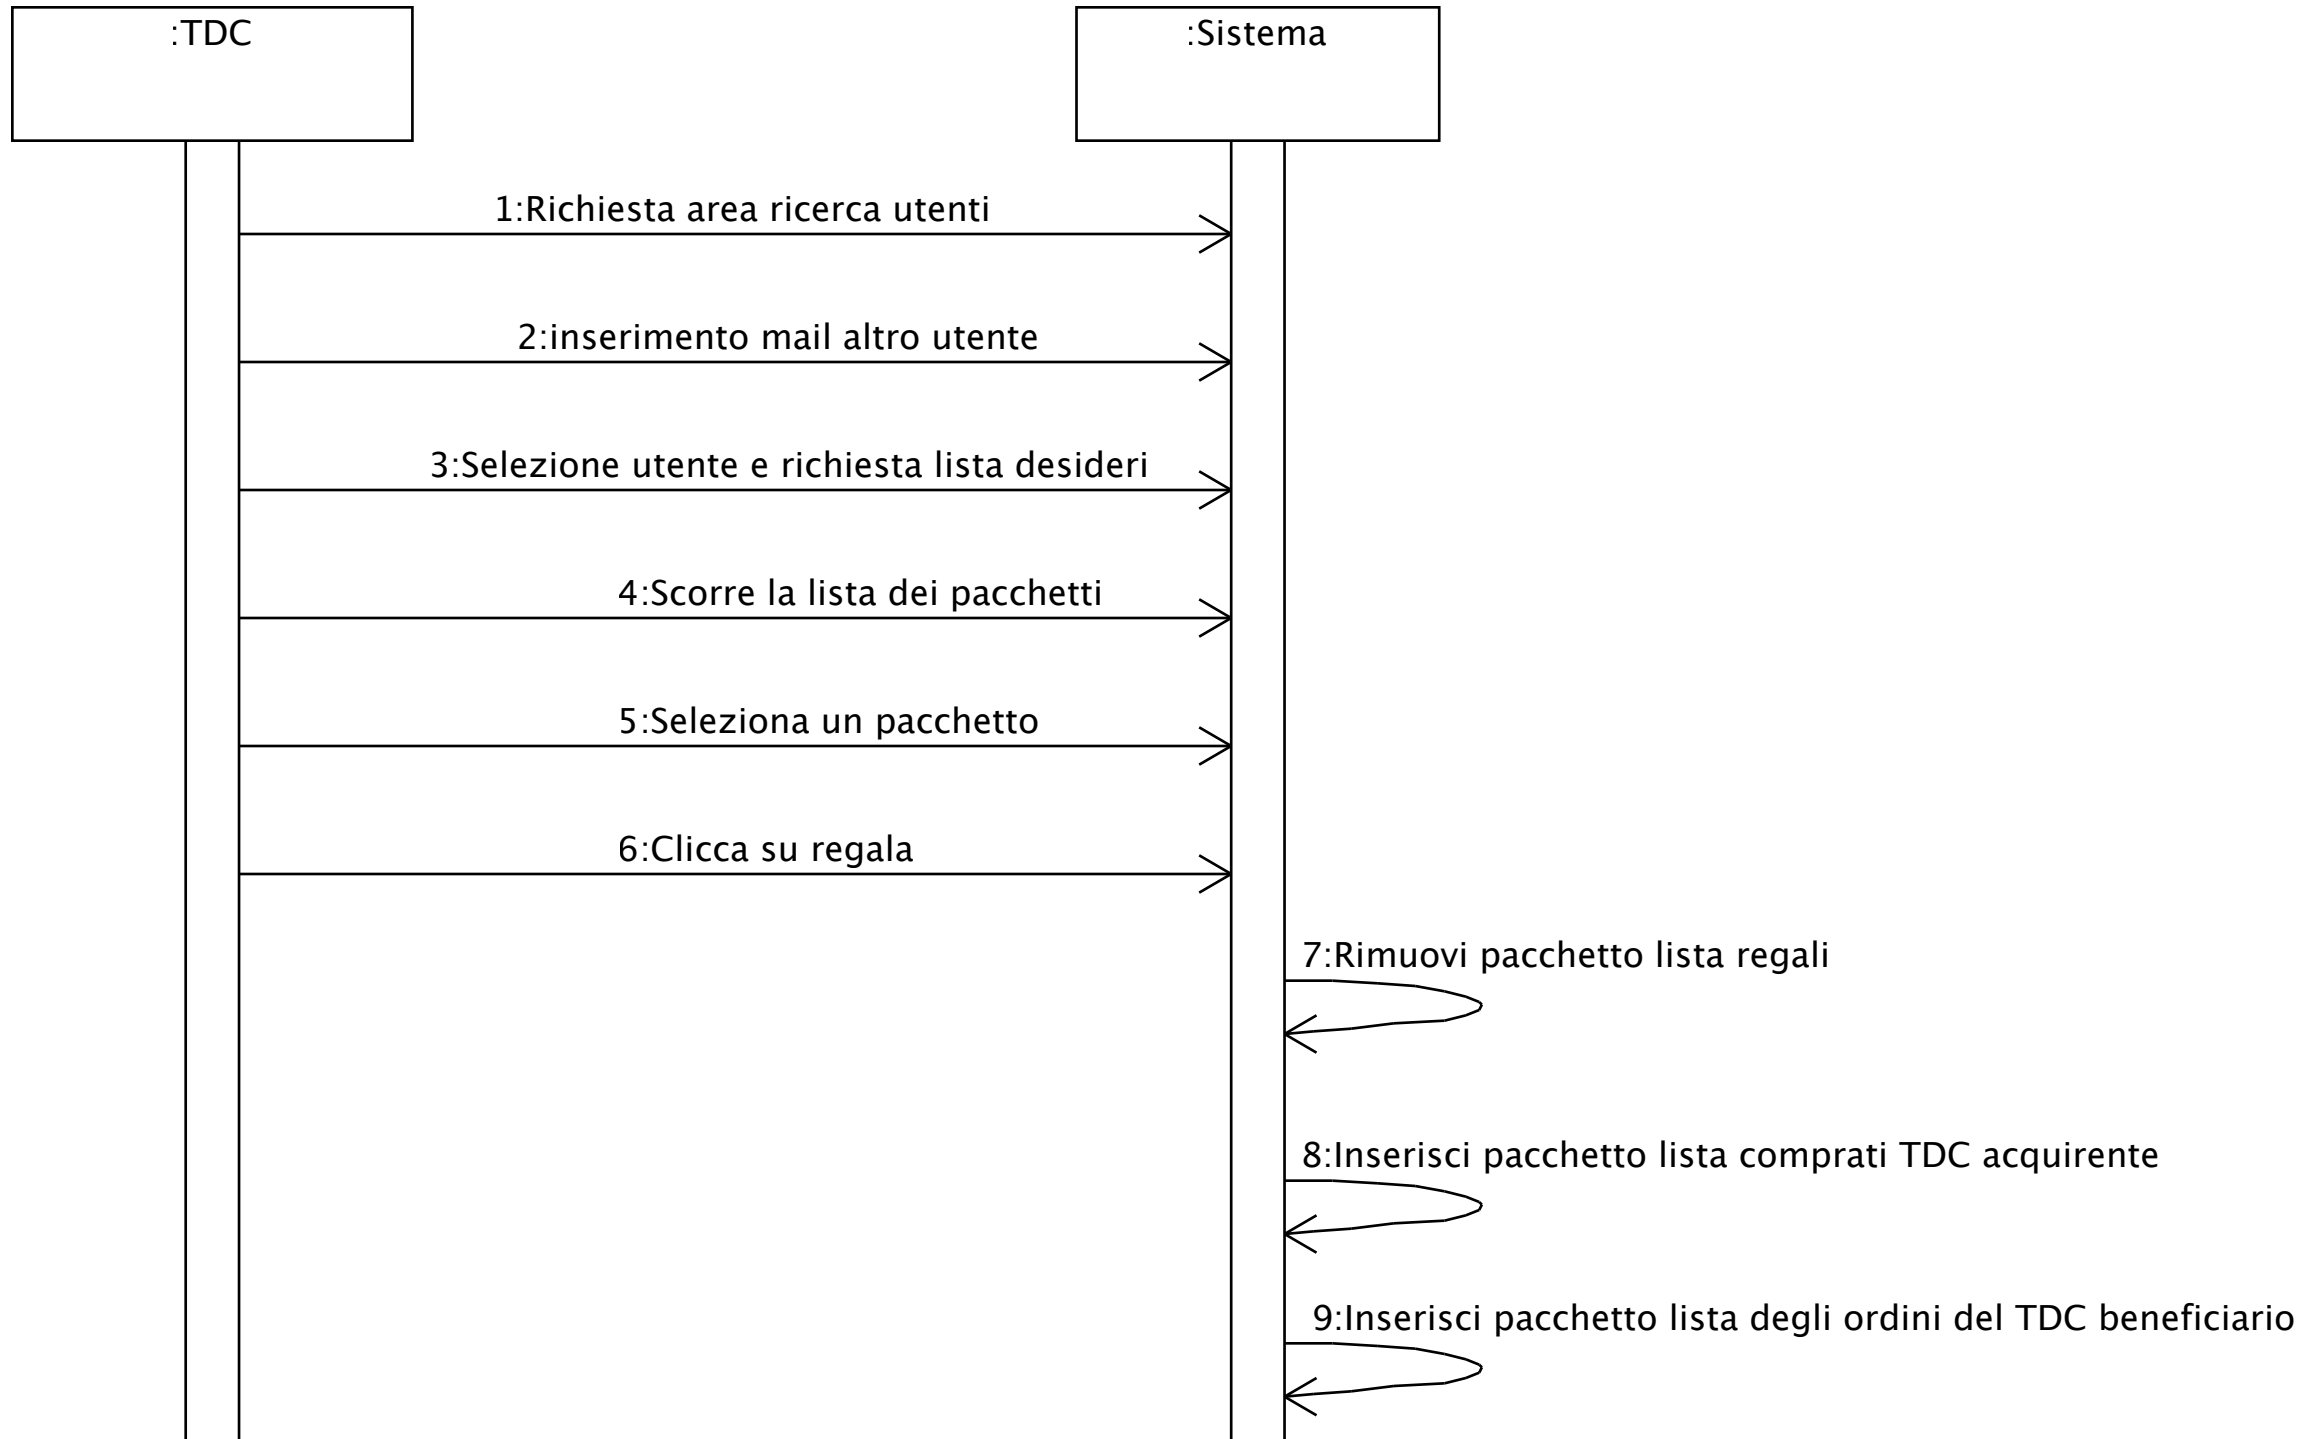 :TDC
:Sistema
1:Richiesta area ricerca utenti
2:inserimento mail altro utente
3:Selezione utente e richiesta lista desideri
4:Scorre la lista dei pacchetti
5:Seleziona un pacchetto
6:Clicca su regala
7:Rimuovi pacchetto lista regali
8:Inserisci pacchetto lista comprati TDC acquirente
9:Inserisci pacchetto lista degli ordini del TDC beneficiario